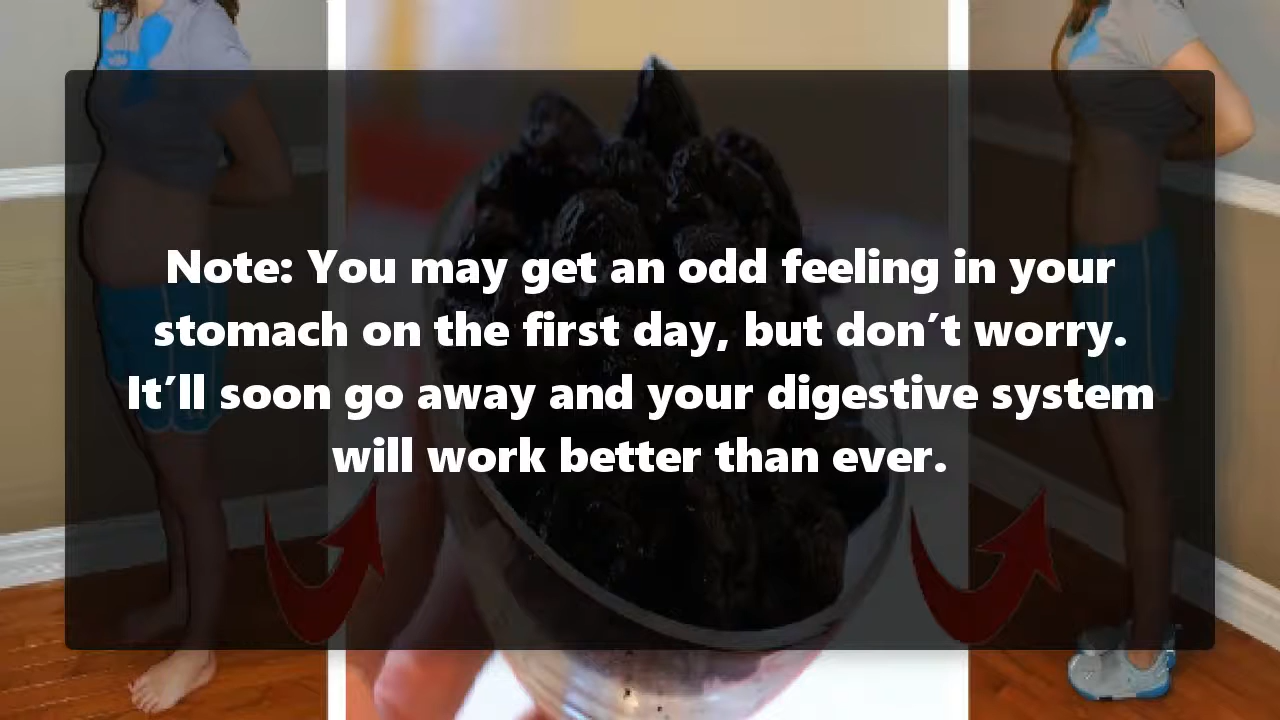 Note: You may get an odd feeling in your
stomach on the first day, but don´t worry.
It´ll soon go away and your digestive system
will work better than ever.